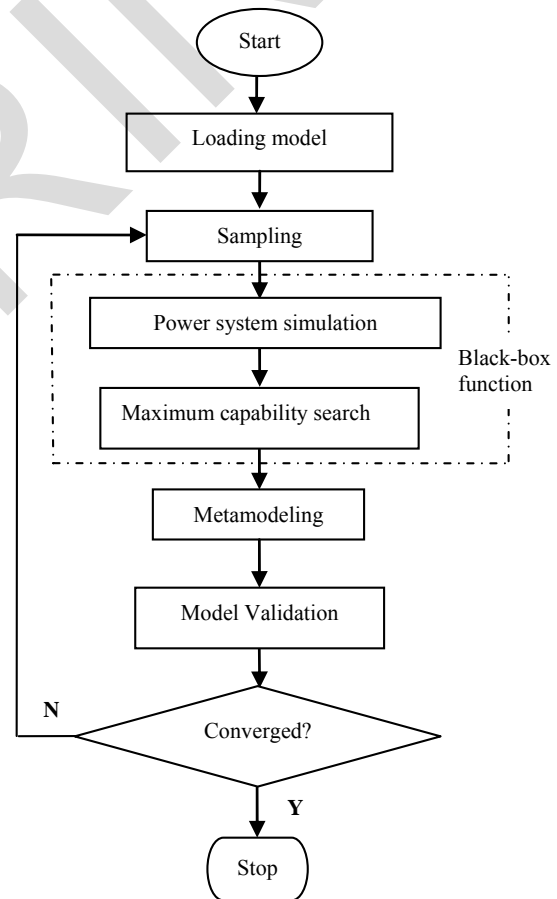 Start
Loading model
Sampling
Power system simulation
Black-box
function
Maximum capability search
Metamodeling
Model Validation
N
Converged?
Y
Stop